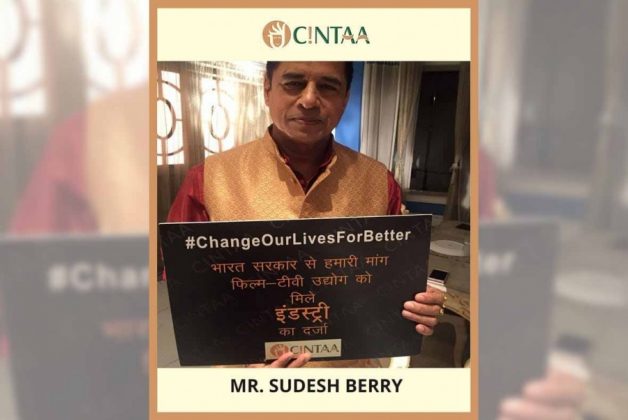 CINTAA
#ChangeOurLivesForBetter
भारत सरकार से हमारी मांग
फिल्म–टीवी उद्योग को
मिले
इंडस्ट्री
का दर्जा
CINTAA
MR. SUDESH BERRY